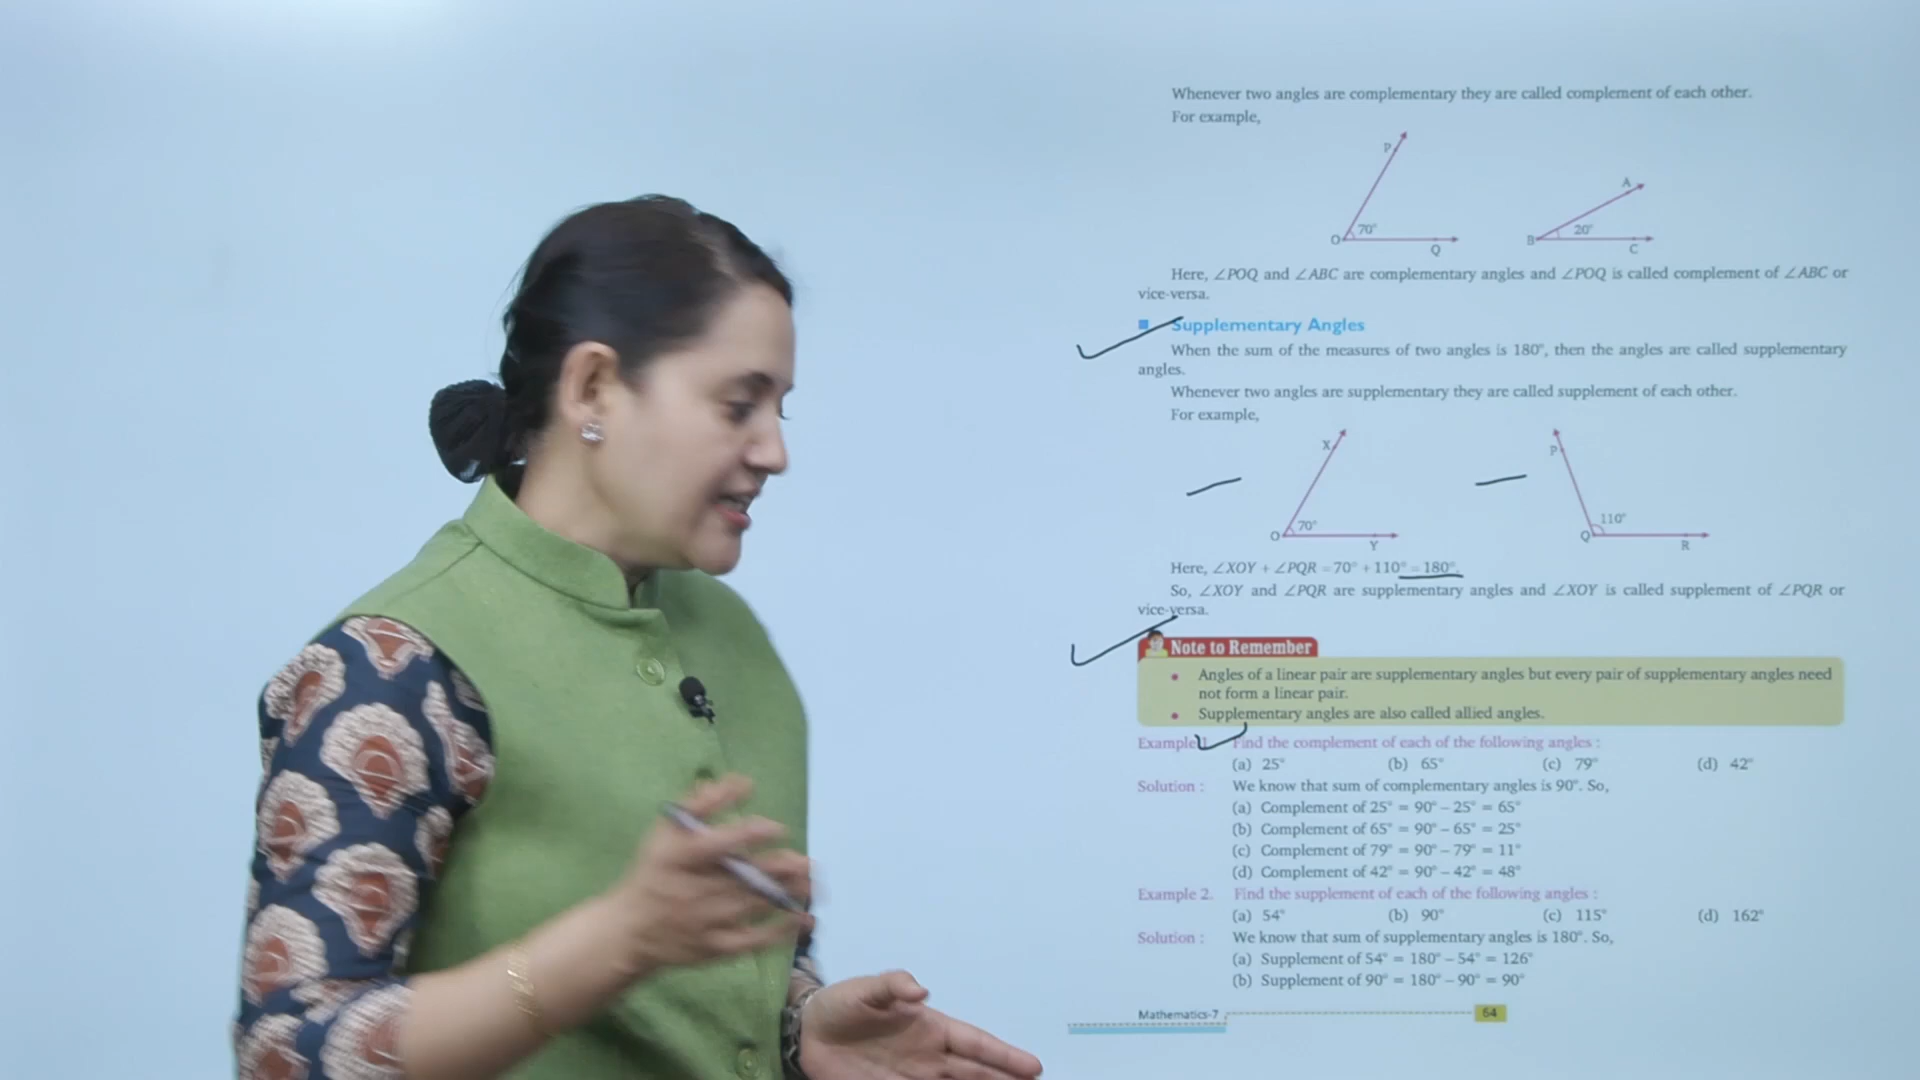 Whenever two angles are complementary they are called complement of each other.
For example,
P
O 70° Q
A
B 20° C
Here, ∠POQ and ∠ABC are complementary angles and ∠POQ is called complement of ∠ABC or
vice-versa.
Supplementary Angles
When the sum of the measures of two angles is 180°, then the angles are called supplementary
angles.
Whenever two angles are supplementary they are called supplement of each other.
For example,
X
O 70° Y
P
Q 110° R
Here, ∠XOY + ∠PQR = 70° + 110° = 180°.
So, ∠XOY and ∠PQR are supplementary angles and ∠XOY is called supplement of ∠PQR or
vice-versa.
Note to Remember
• Angles of a linear pair are supplementary angles but every pair of supplementary angles need
not form a linear pair.
• Supplementary angles are also called allied angles.
Example Find the complement of each of the following angles :
(a) 25° (b) 65° (c) 79° (d) 42°
Solution : We know that sum of complementary angles is 90°. So,
(a) Complement of 25° = 90° – 25° = 65°
(b) Complement of 65° = 90° – 65° = 25°
(c) Complement of 79° = 90° – 79° = 11°
(d) Complement of 42° = 90° – 42° = 48°
Example 2. Find the supplement of each of the following angles :
(a) 54° (b) 90° (c) 115° (d) 162°
Solution : We know that sum of supplementary angles is 180°. So,
(a) Supplement of 54° = 180° – 54° = 126°
(b) Supplement of 90° = 180° – 90° = 90°
Mathematics-7 64